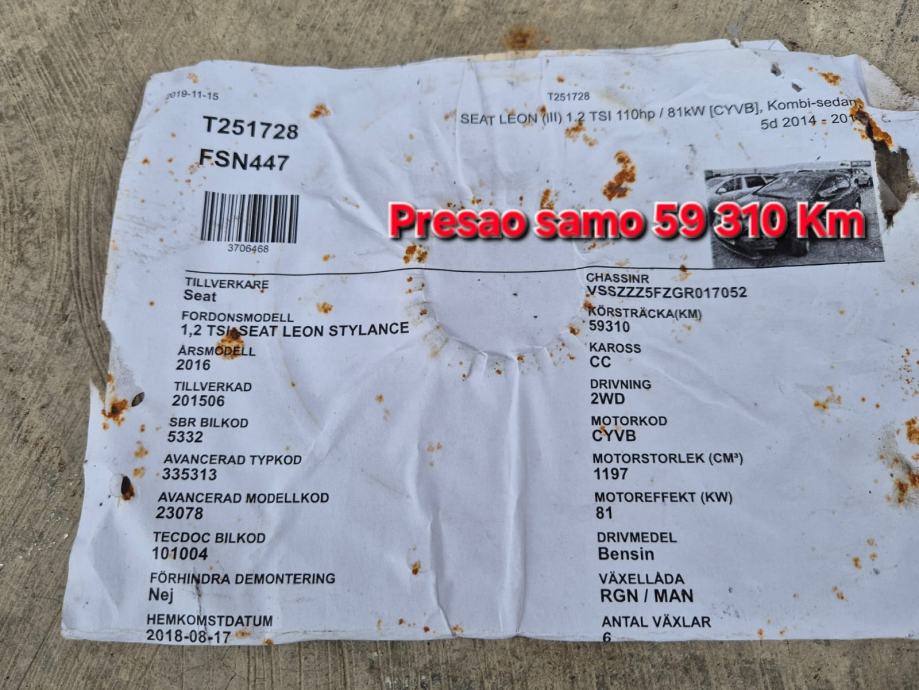 2019-11-15
T251728
T251728
SEAT LEON (III) 1.2 TSI 110hp / 81kW [CYVB], Kombi-sedan
5d 2014 - 201
FSN447
3706468
Presao samo 59 310 Km
TILLVERKARE
Seat
FORDONSMODELL
1,2 TSI SEAT LEON STYLANCE
ÅRSMODELL
2016
TILLVERKAD
201506
SBR BILKOD
5332
AVANCERAD TYPKOD
335313
AVANCERAD MODELLKOD
23078
TECDOC BILKOD
101004
FÖRHINDRA DEMONTERING
Nej
HEMKOMSTDATUM
2018-08-17
CHASSINR
VSSZZZ5FZGR017052
KÖRSTRÄCKA(KM)
59310
KAROSS
CC
DRIVNING
2WD
MOTORKOD
CYVB
MOTORSTORLEK (CM³)
1197
MOTOREFFEKT (KW)
81
DRIVMEDEL
Bensin
VÄXELLÅDA
RGN / MAN
ANTAL VÄXLAR
6